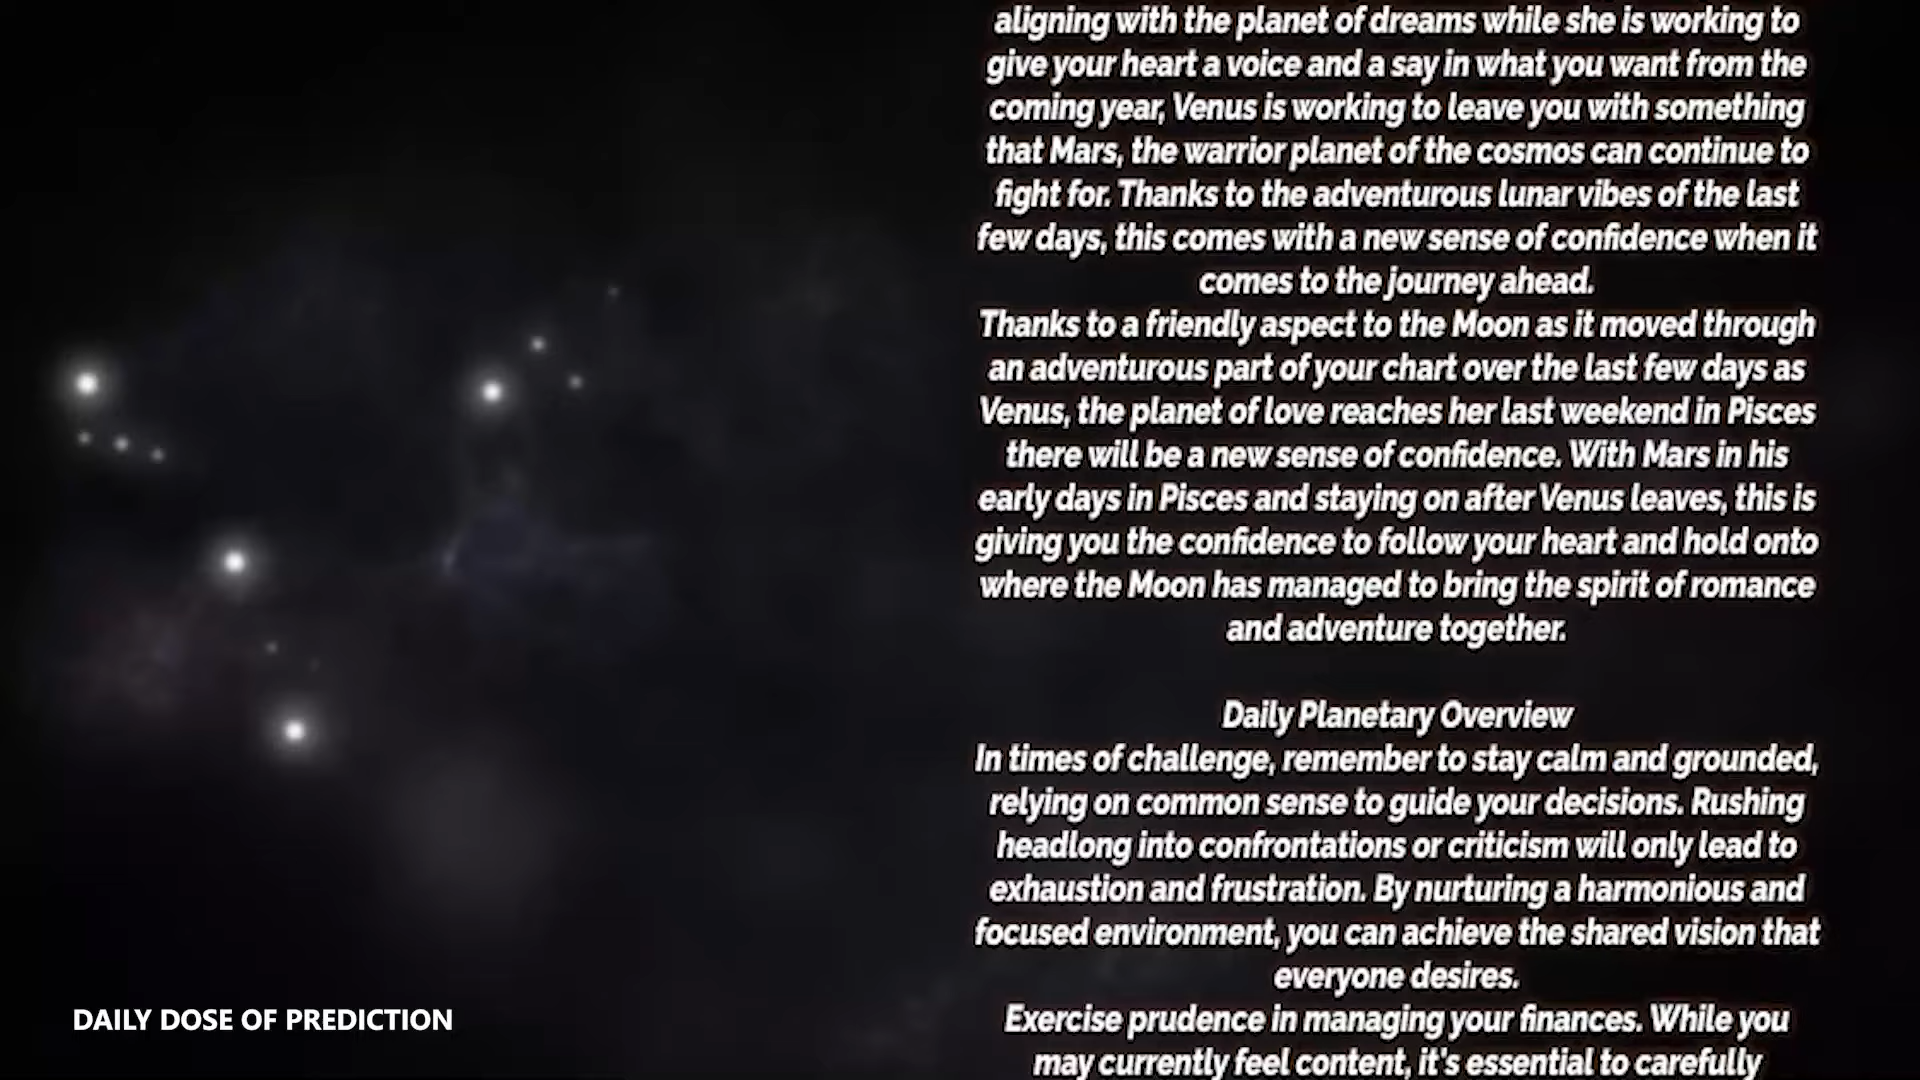 aligning with the planet of dreams while she is working to
give your heart a voice and a say in what you want from the
coming year, Venus is working to leave you with something
that Mars, the warrior planet of the cosmos can continue to
fight for. Thanks to the adventurous lunar vibes of the last
few days, this comes with a new sense of confidence when it
comes to the journey ahead.
Thanks to a friendly aspect to the Moon as it moved through
an adventurous part of your chart over the last few days as
Venus, the planet of love reaches her last weekend in Pisces
there will be a new sense of confidence. With Mars in his
early days in Pisces and staying on after Venus leaves, this is
giving you the confidence to follow your heart and hold onto
where the Moon has managed to bring the spirit of romance
and adventure together.
Daily Planetary Overview
In times of challenge, remember to stay calm and grounded,
relying on common sense to guide your decisions. Rushing
headlong into confrontations or criticism will only lead to
exhaustion and frustration. By nurturing a harmonious and
focused environment, you can achieve the shared vision that
everyone desires.
Exercise prudence in managing your finances. While you
may currently feel content, it's essential to carefully
DAILY DOSE OF PREDICTION